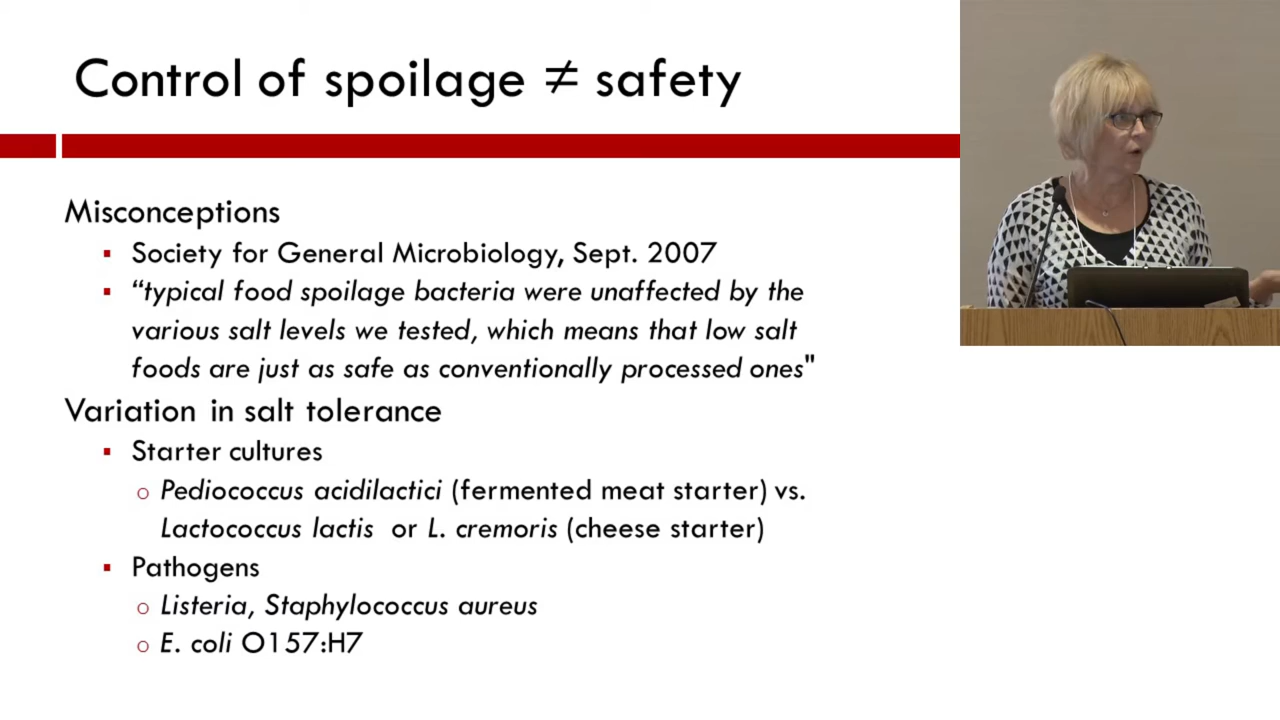 Control of spoilage ≠ safety
Misconceptions
▪ Society for General Microbiology, Sept. 2007
▪ “typical food spoilage bacteria were unaffected by the
various salt levels we tested, which means that low salt
foods are just as safe as conventionally processed ones"
Variation in salt tolerance
▪ Starter cultures
o Pediococcus acidilactici (fermented meat starter) vs.
Lactococcus lactis or L. cremoris (cheese starter)
▪ Pathogens
o Listeria, Staphylococcus aureus
o E. coli O157:H7